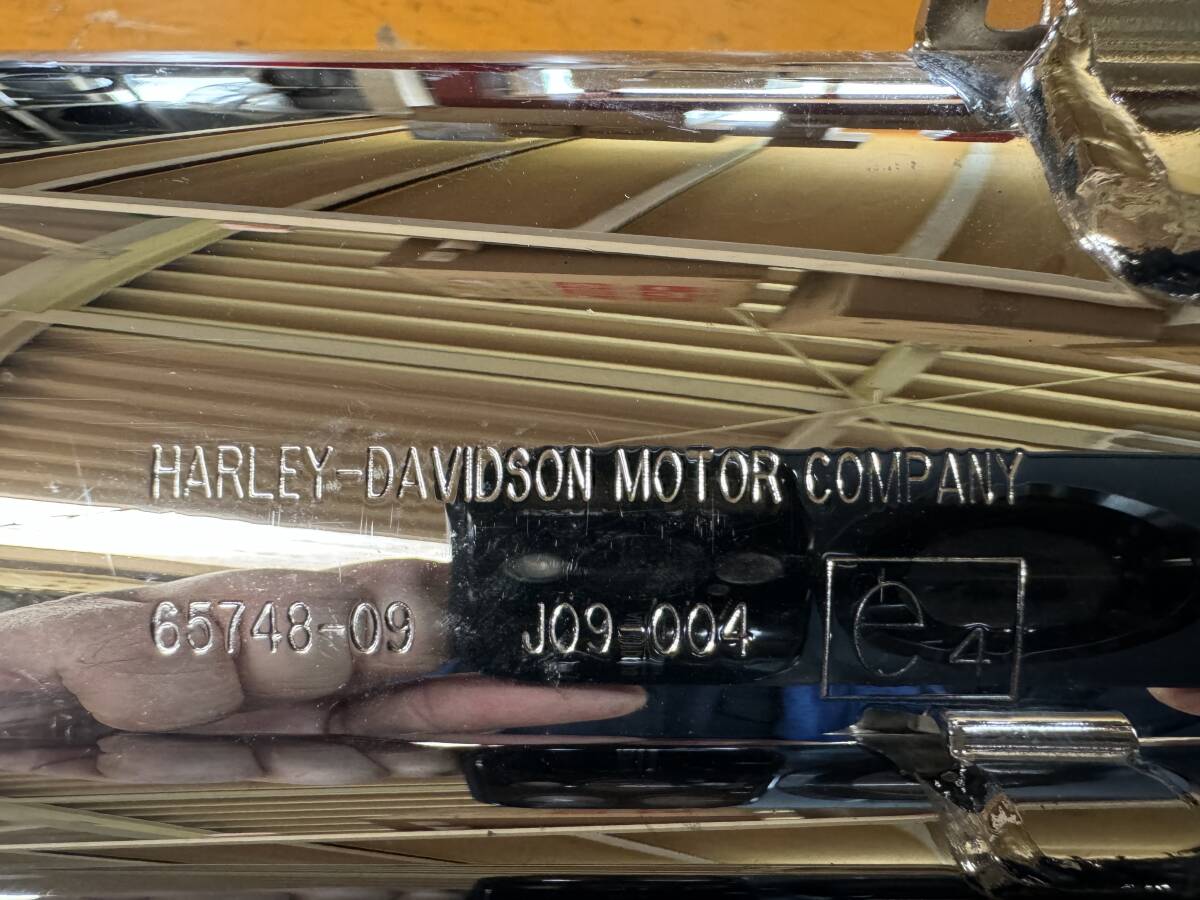 HARLEY-DAVIDSON MOTOR COMPANY
65748-09 J09-004 e4